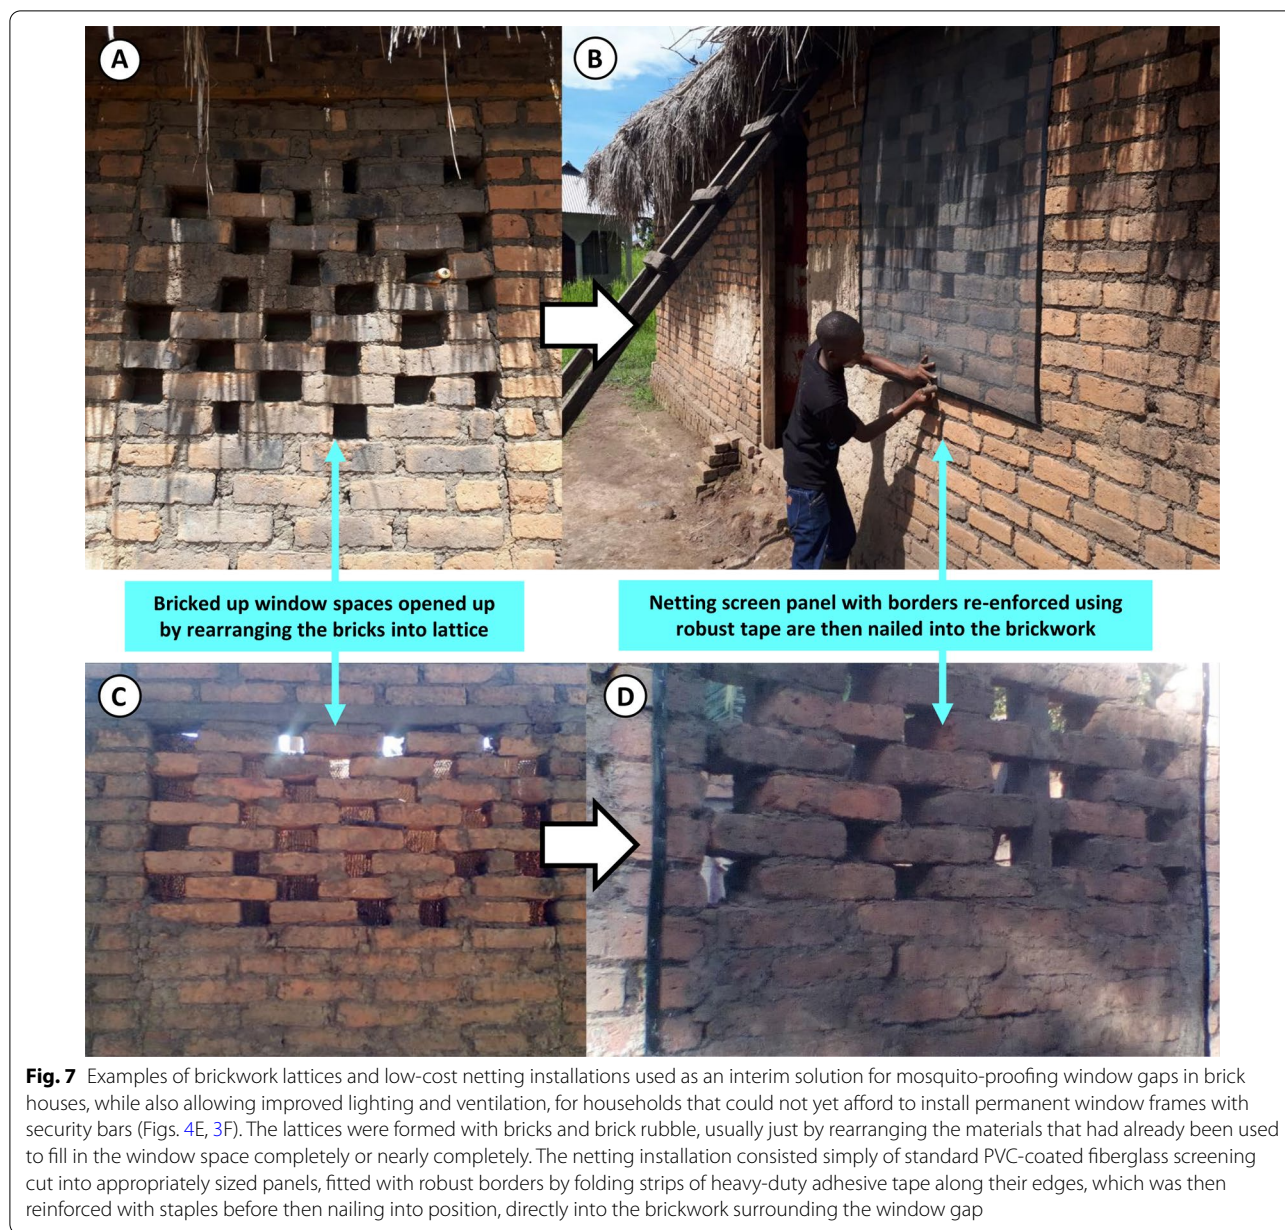 A
B
Bricked up window spaces opened up
by rearranging the bricks into lattice
Netting screen panel with borders re-enforced using
robust tape are then nailed into the brickwork
C
D
Fig. 7 Examples of brickwork lattices and low-cost netting installations used as an interim solution for mosquito-proofing window gaps in brick
houses, while also allowing improved lighting and ventilation, for households that could not yet afford to install permanent window frames with
security bars (Figs. 4E, 3F). The lattices were formed with bricks and brick rubble, usually just by rearranging the materials that had already been used
to fill in the window space completely or nearly completely. The netting installation consisted simply of standard PVC-coated fiberglass screening
cut into appropriately sized panels, fitted with robust borders by folding strips of heavy-duty adhesive tape along their edges, which was then
reinforced with staples before then nailing into position, directly into the brickwork surrounding the window gap